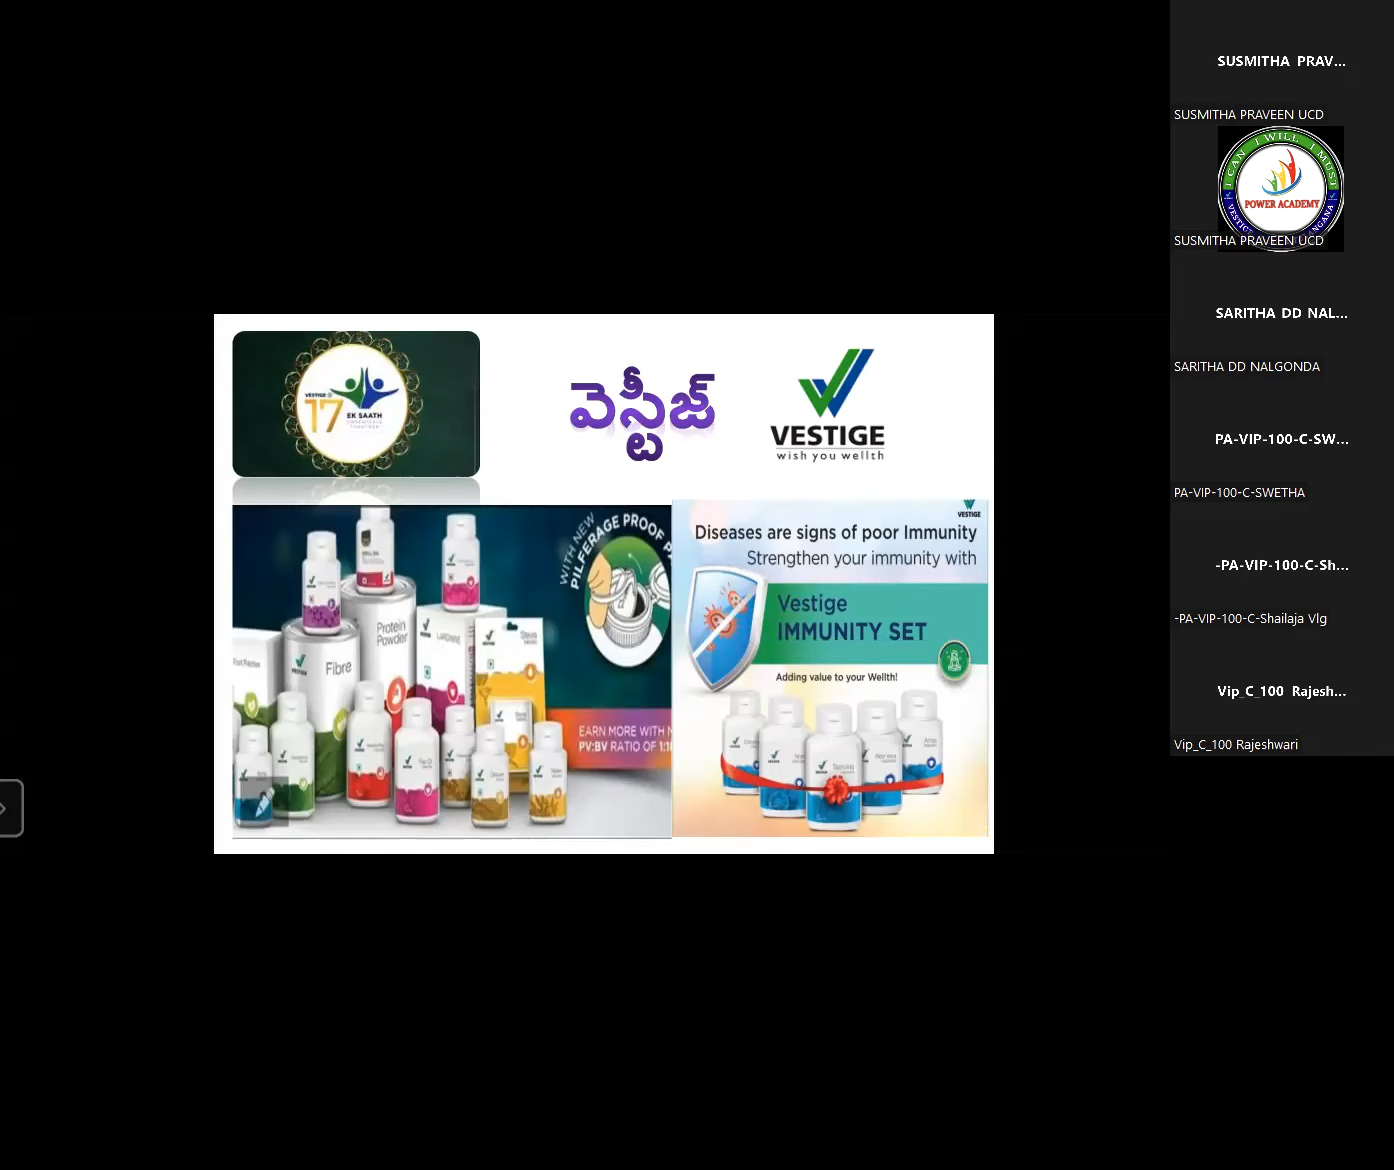 VESTIGE
17
EK SAATH
వెస్టీజ్
VESTIGE
wish you wellth
WITH NEW
PILFERAGE PROOF
Protein
Powder
Fibre
Stevia
EARN MORE WITH
PV:BV RATIO OF 1:
VESTIGE
Diseases are signs of poor Immunity
Strengthen your immunity with
Vestige
IMMUNITY SET
Adding value to your Wellth!
Spirulina
SUSMITHA PRAV...
SUSMITHA PRAVEEN UCD
I CAN I WILL I MUST
POWER ACADEMY
SUSMITHA PRAVEEN UCD
SARITHA DD NAL...
SARITHA DD NALGONDA
PA-VIP-100-C-SW...
PA-VIP-100-C-SWETHA
-PA-VIP-100-C-Sh...
-PA-VIP-100-C-Shailaja Vlg
Vip_C_100 Rajesh...
Vip_C_100 Rajeshwari